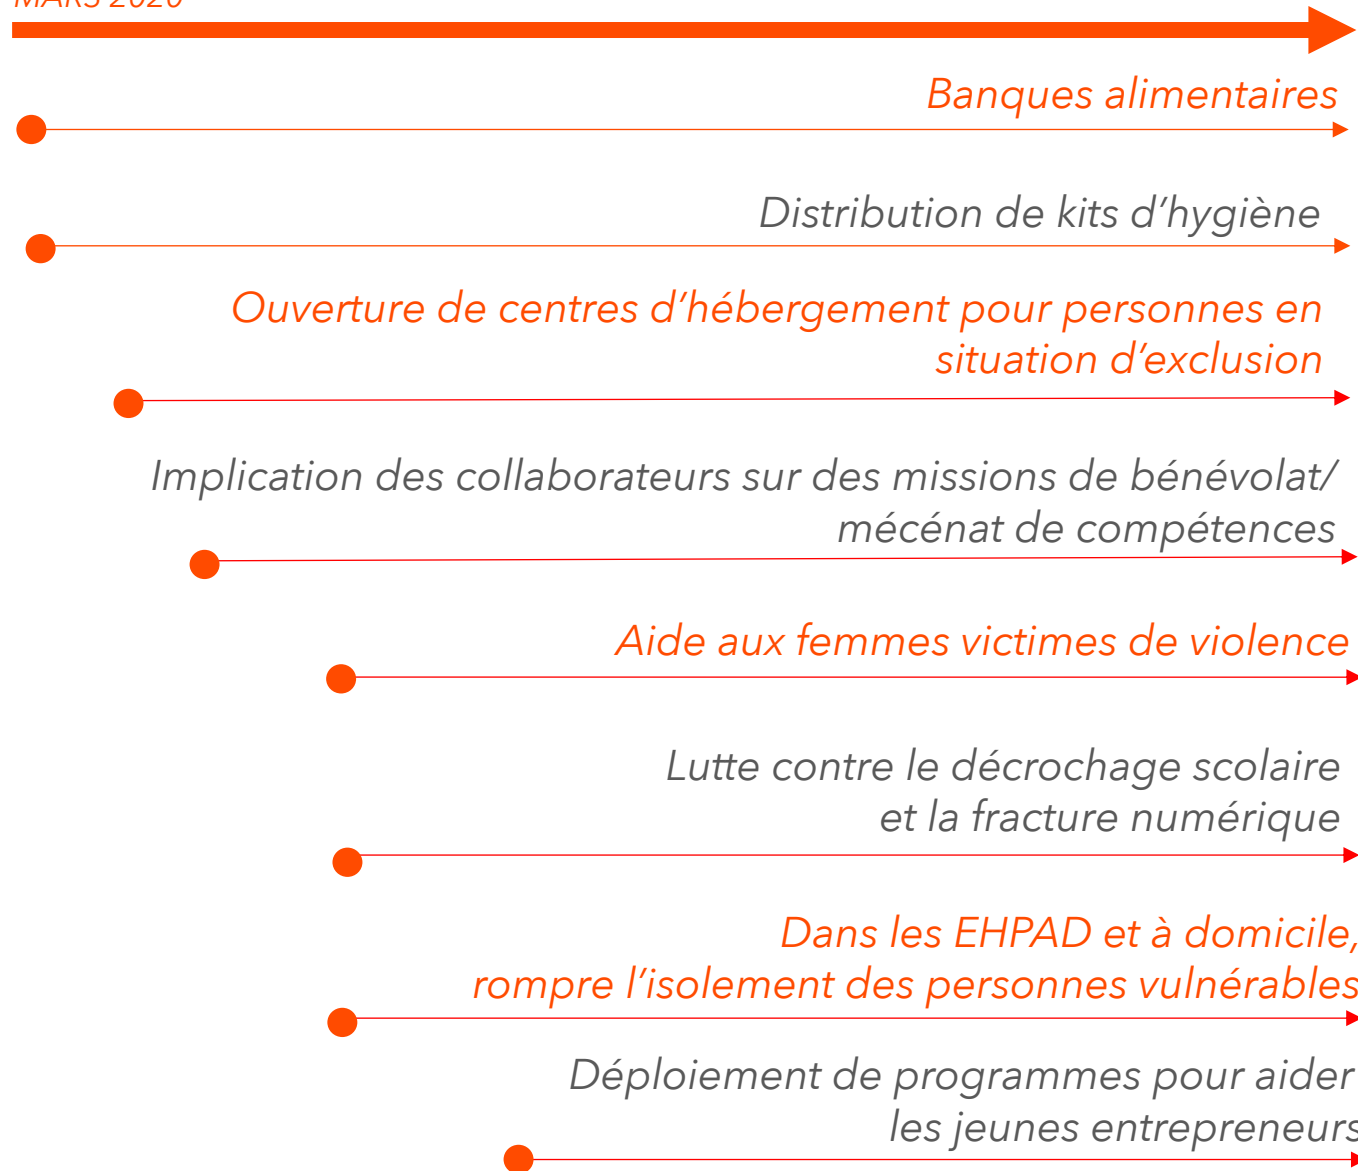 MARS 2020
Banques alimentaires
Distribution de kits d’hygiène
Ouverture de centres d’hébergement pour personnes en
situation d’exclusion
Implication des collaborateurs sur des missions de bénévolat/
mécénat de compétences
Aide aux femmes victimes de violence
Lutte contre le décrochage scolaire
et la fracture numérique
Dans les EHPAD et à domicile,
rompre l’isolement des personnes vulnérables
Déploiement de programmes pour aider
les jeunes entrepreneurs